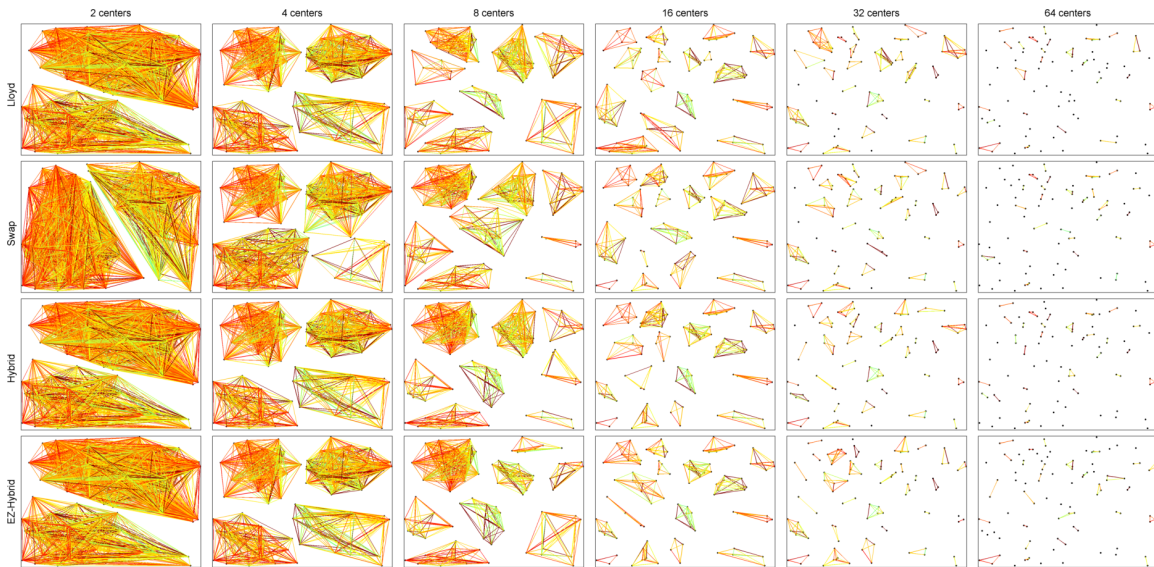 2 centers
4 centers
8 centers
16 centers
32 centers
64 centers
Lloyd
Swap
Hybrid
EZ-Hybrid